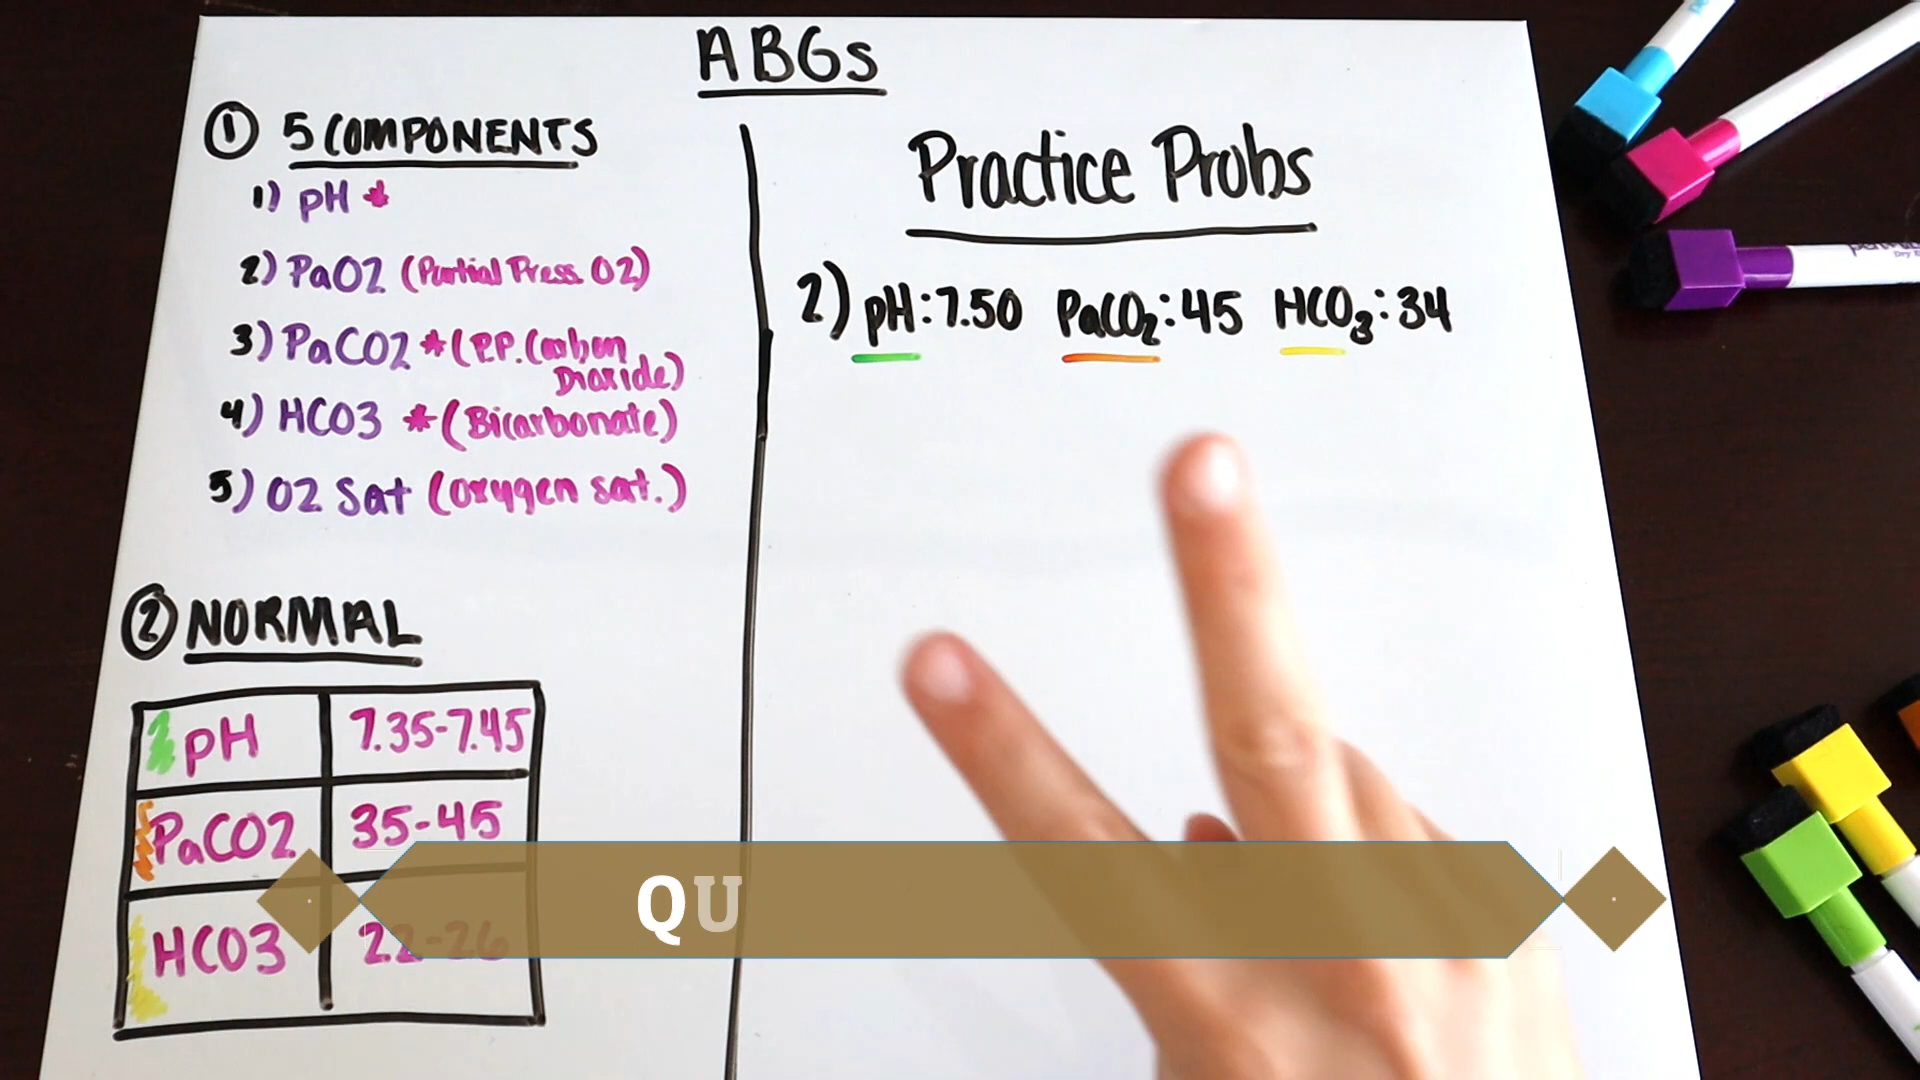 ABGs
① 5 COMPONENTS
1) pH *
2) PaO2 (Partial Press. O2)
3) PaCO2 * (P.P. Carbon
Dioxide)
4) HCO3 * (Bicarbonate)
5) O2 Sat (oxygen sat.)
② NORMAL
pH 7.35-7.45
PaCO2 35-45
HCO3 22-26
Practice Probs
2) pH: 7.50 PaCO₂: 45 HCO₃: 34
QU